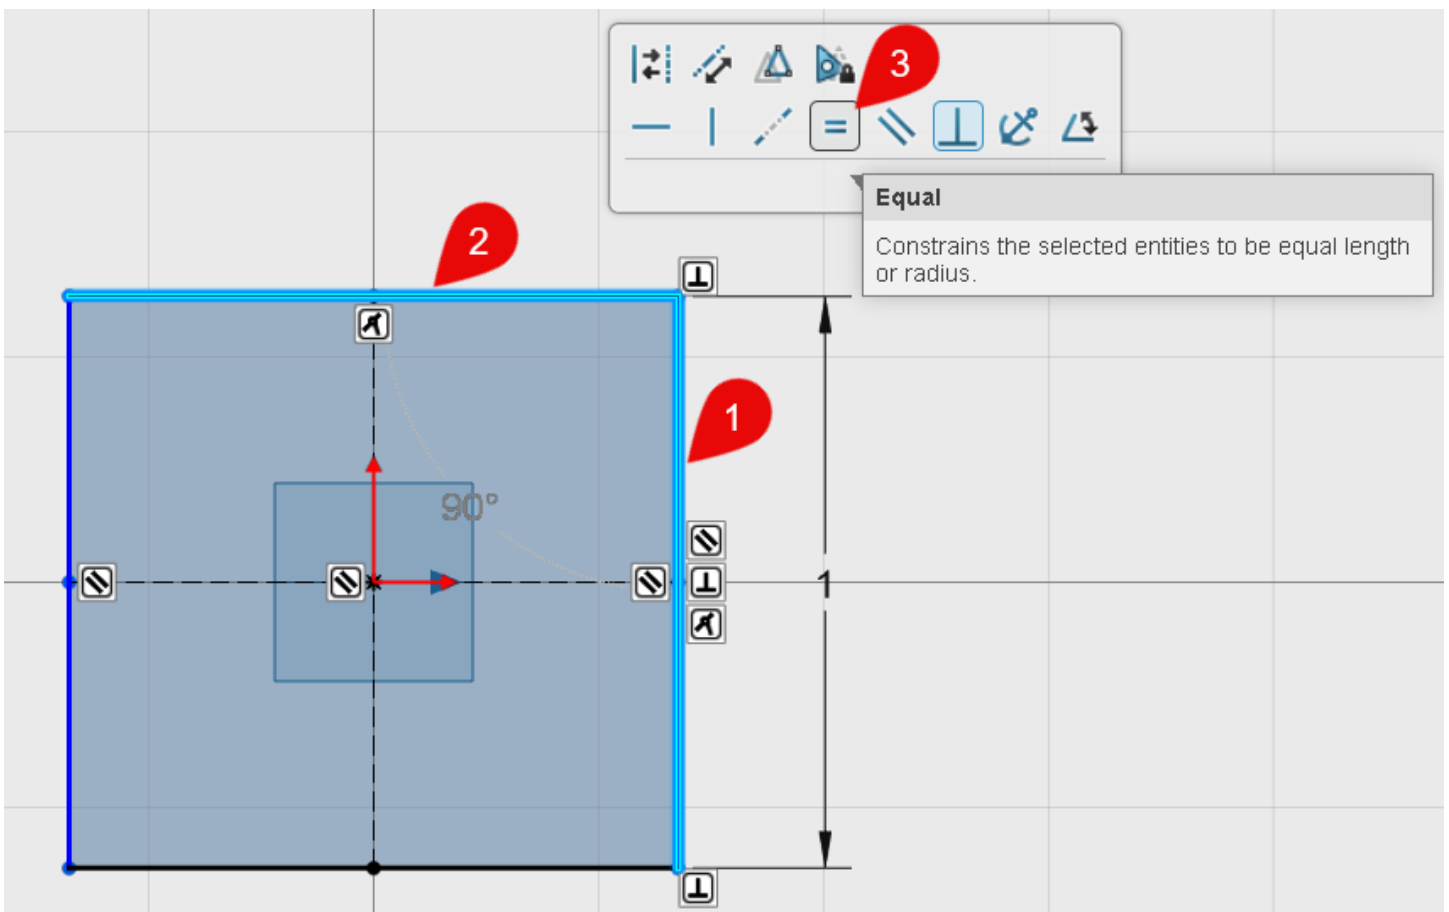 3
Equal
Constrains the selected entities to be equal length
or radius.
2
1
90°
1